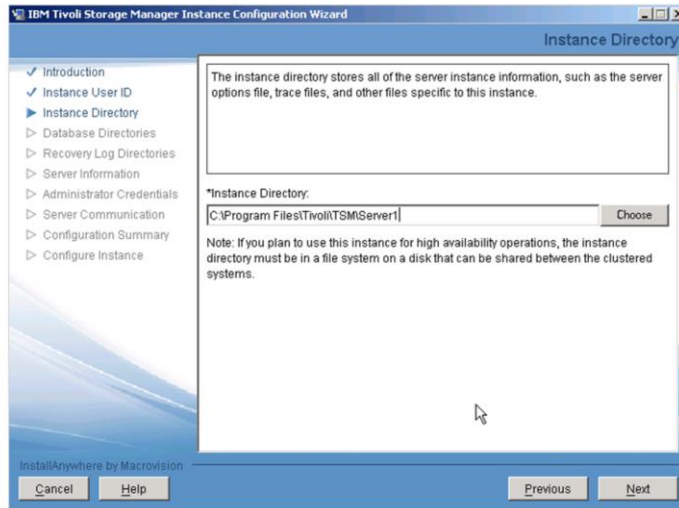 IBM Tivoli Storage Manager Instance Configuration Wizard
Instance Directory
Introduction
Instance User ID
Instance Directory
Database Directories
Recovery Log Directories
Server Information
Administrator Credentials
Server Communication
Configuration Summary
Configure Instance
The instance directory stores all of the server instance information, such as the server
options file, trace files, and other files specific to this instance.
*Instance Directory:
C:\Program Files\Tivoli\TSM\Server1
Choose
Note: If you plan to use this instance for high availability operations, the instance
directory must be in a file system on a disk that can be shared between the clustered
systems.
InstallAnywhere by Macrovision
Cancel
Help
Previous
Next